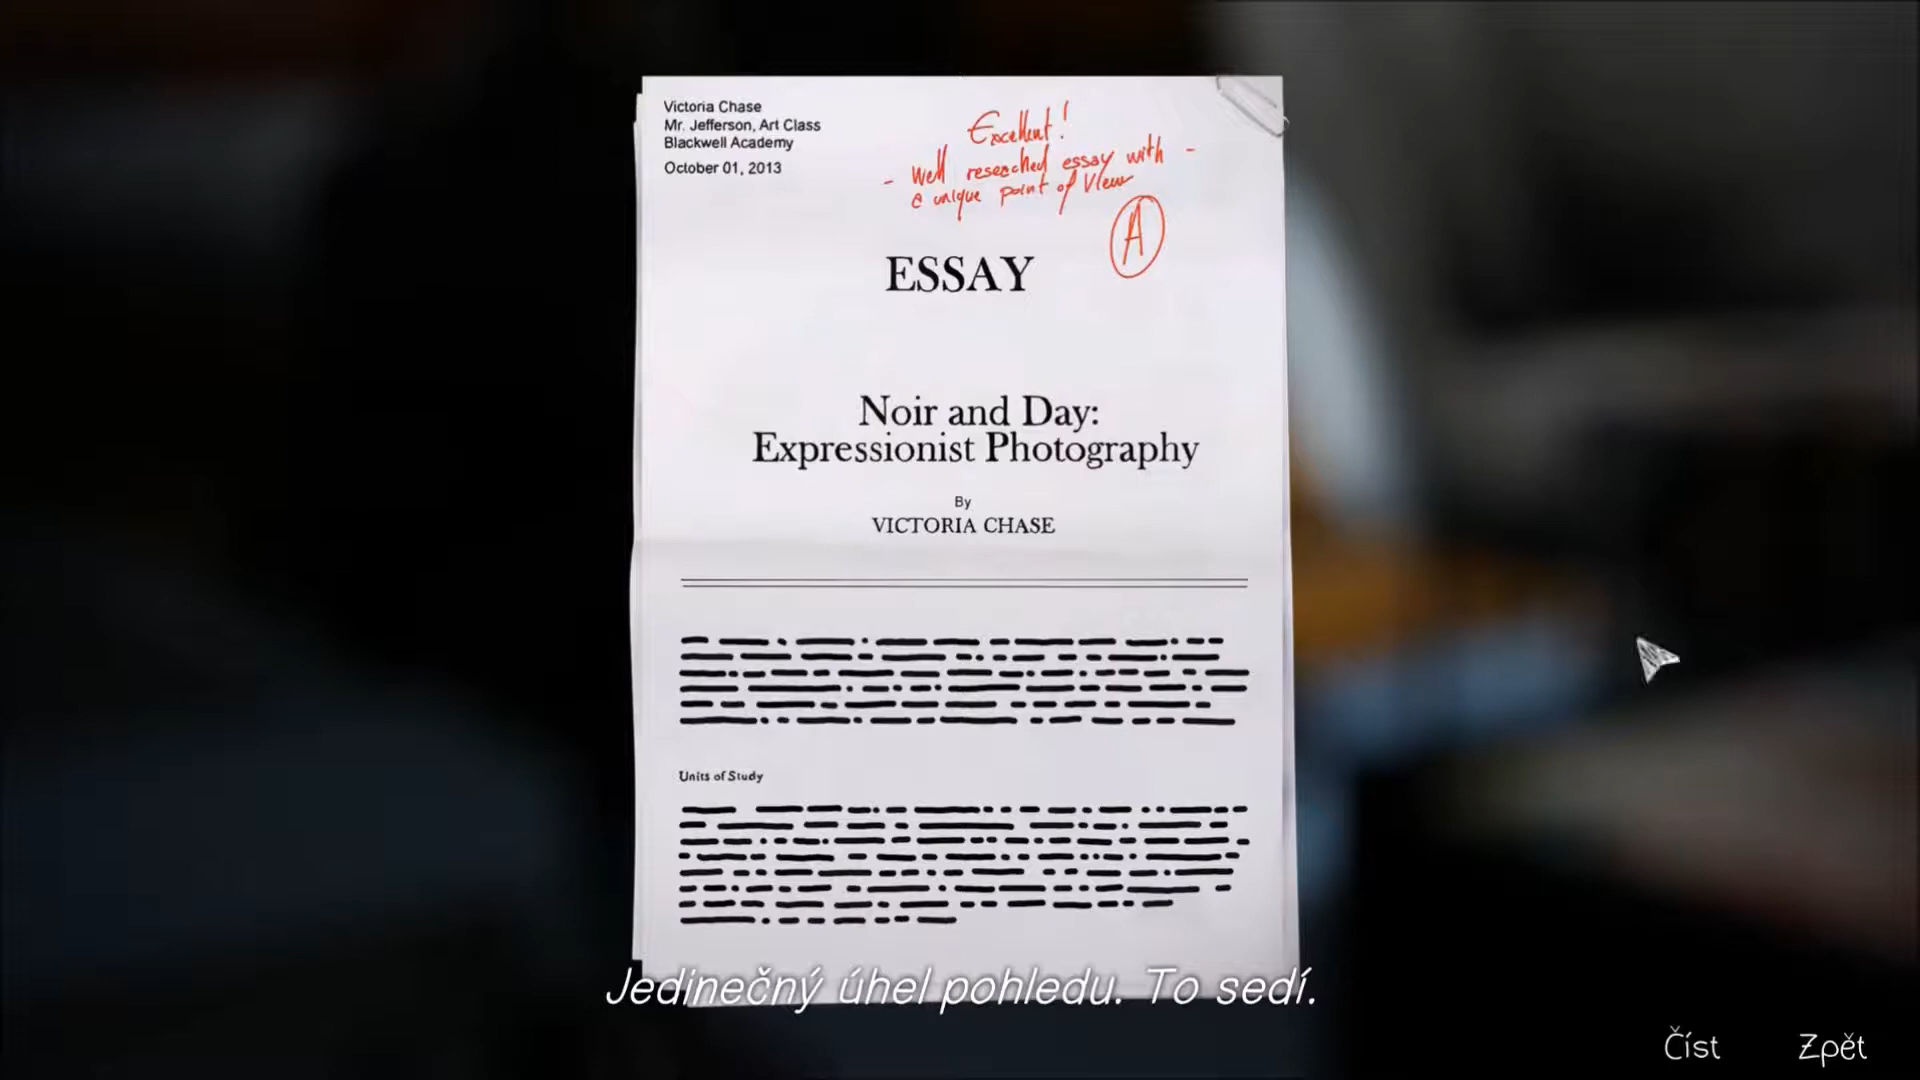 Victoria Chase
Mr. Jefferson, Art Class
Blackwell Academy
October 01, 2013
Excellent!
- Well reseached essay with -
a unique point of View
A
ESSAY
Noir and Day:
Expressionist Photography
By
VICTORIA CHASE
Units of Study
Jedinečný úhel pohledu. To sedí.
Číst Zpět